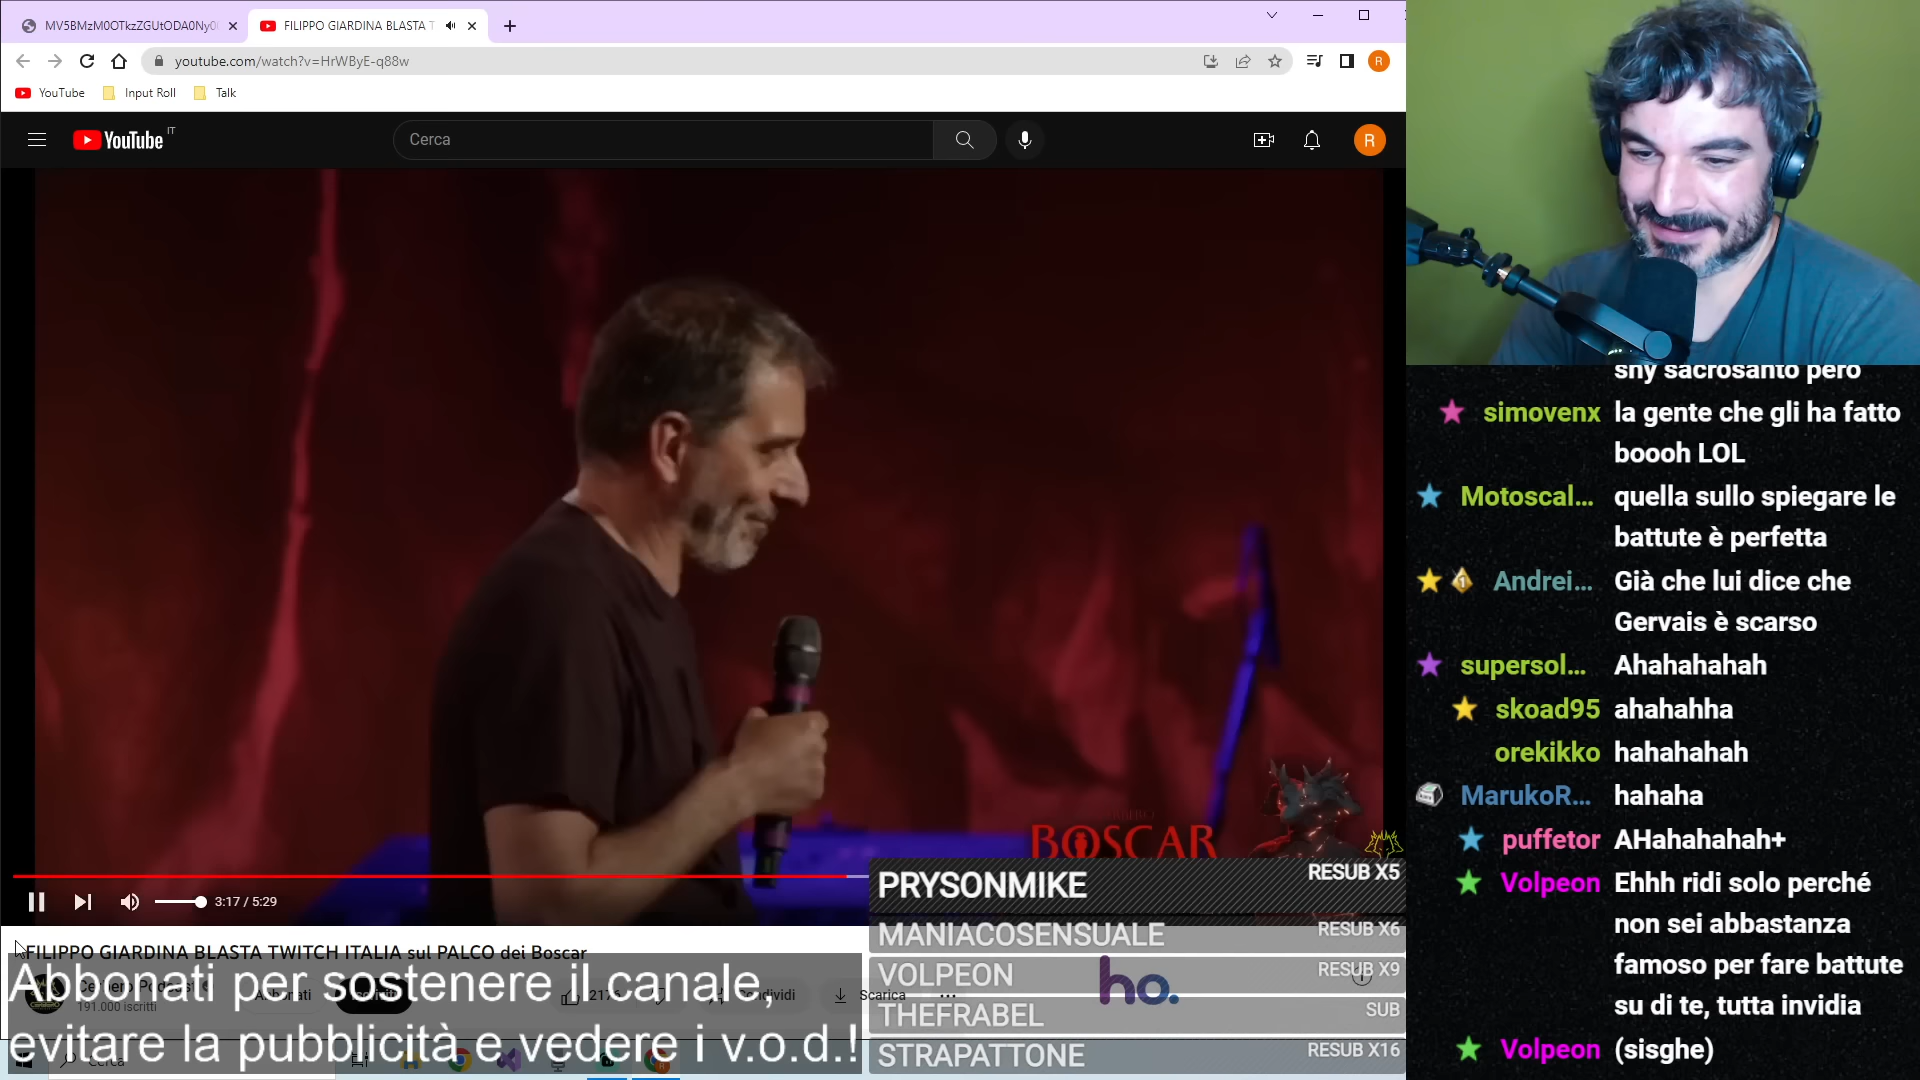 MV5BMzM0OTkzZGUtODA0Ny0
FILIPPO GIARDINA BLASTA T
youtube.com/watch?v=HrWByE-q88w
R
YouTube
Input Roll
Talk
YouTube IT
Cerca
R
BOSCAR
3:17 / 5:29
FILIPPO GIARDINA BLASTA TWITCH ITALIA sul PALCO dei Boscar
191.000 iscritti
Abbonati
Scarica
Abbonati per sostenere il canale,
evitare la pubblicità e vedere i v.o.d.!
Cerca
PRYSONMIKE RESUB X5
MANIACOSENSUALE RESUB X6
VOLPEON RESUB X9
ho.
THEFRABEL SUB
STRAPATTONE RESUB X16
shy sacrosanto però
simovenx la gente che gli ha fatto
boooh LOL
Motoscal... quella sullo spiegare le
battute è perfetta
Andrei... Già che lui dice che
Gervais è scarso
supersol... Ahahahahah
skoad95 ahahahha
orekikko hahahahah
MarukoR... hahaha
puffetor AHahahahah+
Volpeon Ehhh ridi solo perché
non sei abbastanza
famoso per fare battute
su di te, tutta invidia
Volpeon (sisghe)